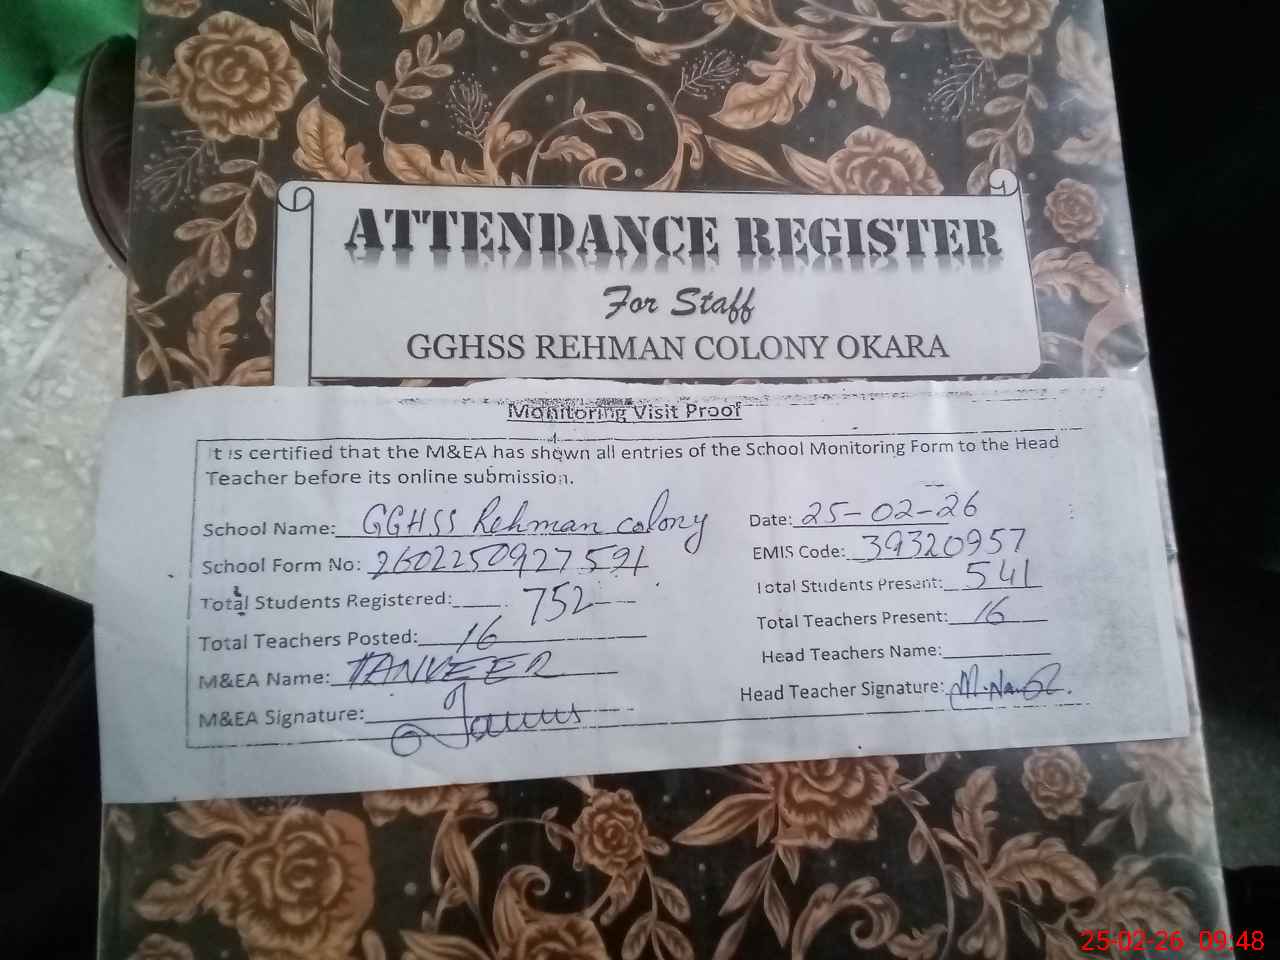 ATTENDANCE REGISTER
For Staff
GGHSS REHMAN COLONY OKARA
Monitoring Visit Proof
It is certified that the M&EA has shown all entries of the School Monitoring Form to the Head
Teacher before its online submission.
School Name: GGHSS Rehman colony Date: 25-02-26
School Form No: 2602250927591 EMIS Code: 39320957
Total Students Registered: 752 Total Students Present: 541
Total Teachers Posted: 16 Total Teachers Present: 16
M&EA Name: TANVEER Head Teachers Name:
M&EA Signature: Head Teacher Signature:
25-02-26 09:48